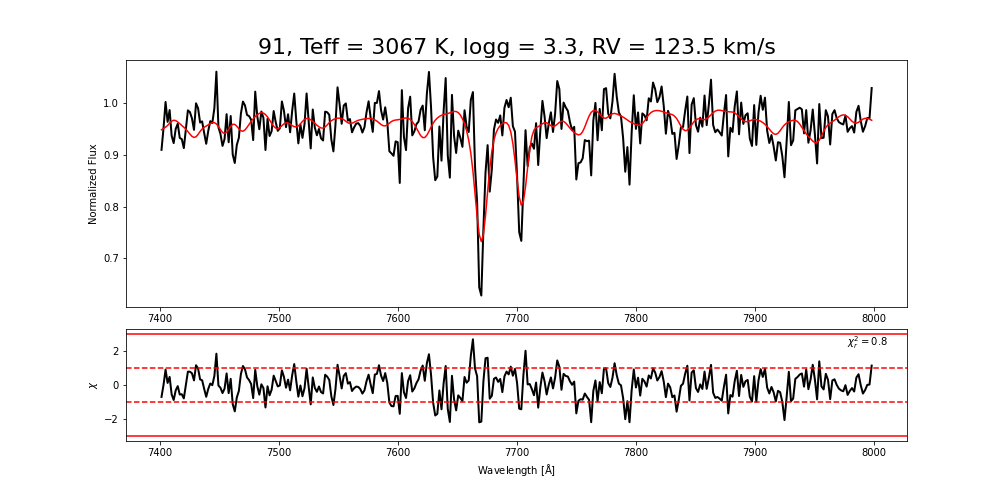 91, Teff = 3067 K, logg = 3.3, RV = 123.5 km/s
Normalized Flux
1.0
0.9
0.8
0.7
7400 7500 7600 7700 7800 7900 8000
χ
2
0
−2
χ²ᵣ = 0.8
7400 7500 7600 7700 7800 7900 8000
Wavelength [Å]